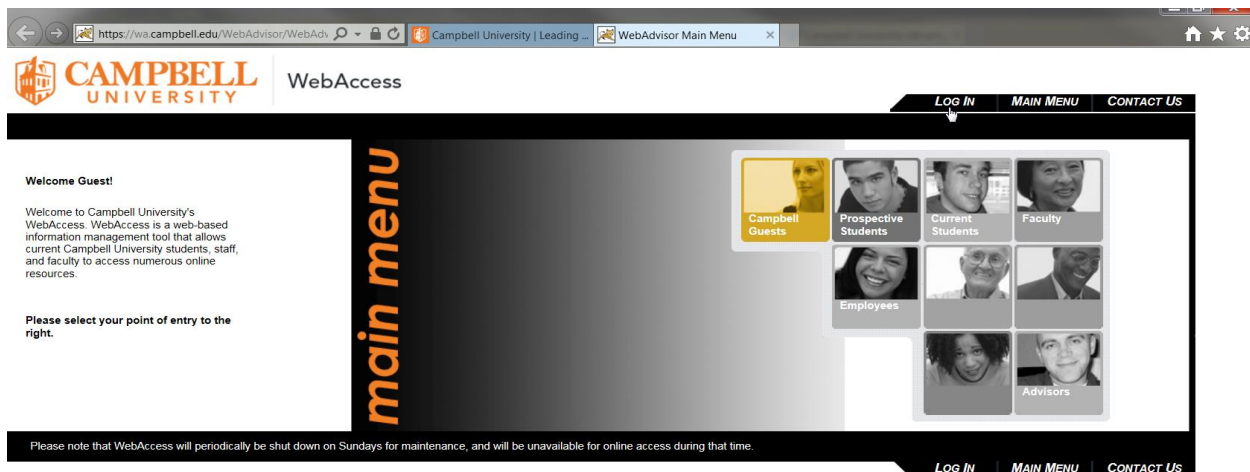 https://wa.campbell.edu/WebAdvisor/WebAdv
Campbell University | Leading ...
WebAdvisor Main Menu
CAMPBELL
UNIVERSITY
WebAccess
LOG IN MAIN MENU CONTACT US
Welcome Guest!
Welcome to Campbell University's
WebAccess. WebAccess is a web-based
information management tool that allows
current Campbell University students, staff,
and faculty to access numerous online
resources.
Please select your point of entry to the
right.
main menu
Campbell
Guests
Prospective
Students
Current
Students
Faculty
Employees
Advisors
Please note that WebAccess will periodically be shut down on Sundays for maintenance, and will be unavailable for online access during that time.
LOG IN MAIN MENU CONTACT US